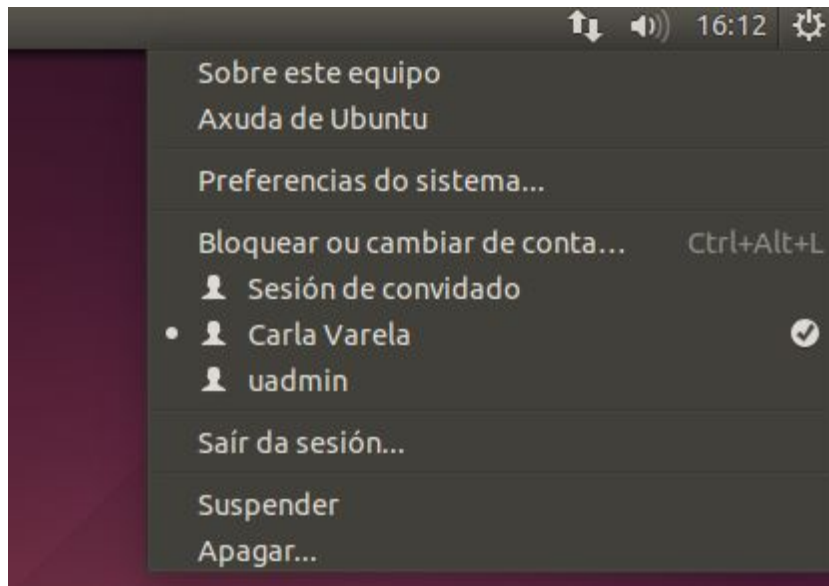 16:12
Sobre este equipo
Axuda de Ubuntu
Preferencias do sistema...
Bloquear ou cambiar de conta... Ctrl+Alt+L
Sesión de convidado
Carla Varela
uadmin
Saír da sesión...
Suspender
Apagar...